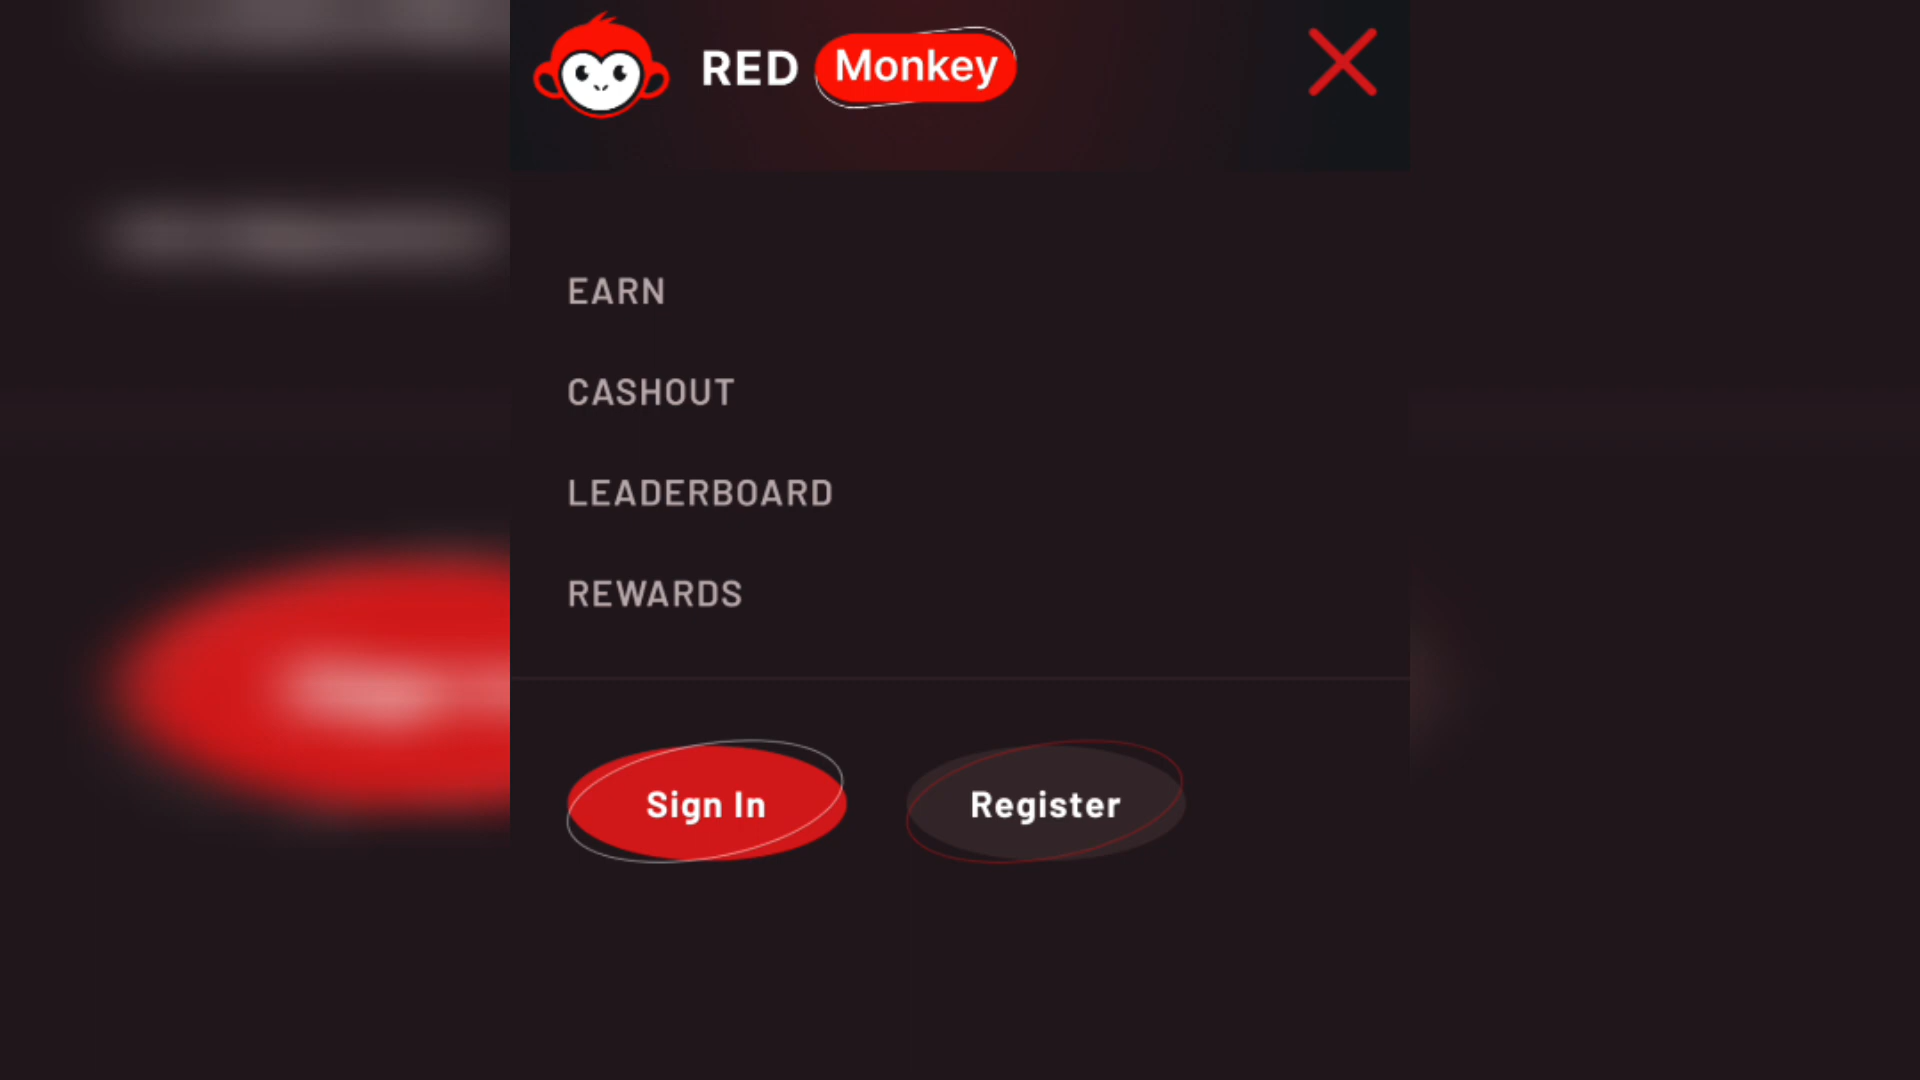 RED Monkey
EARN
CASHOUT
LEADERBOARD
REWARDS
Sign In
Register